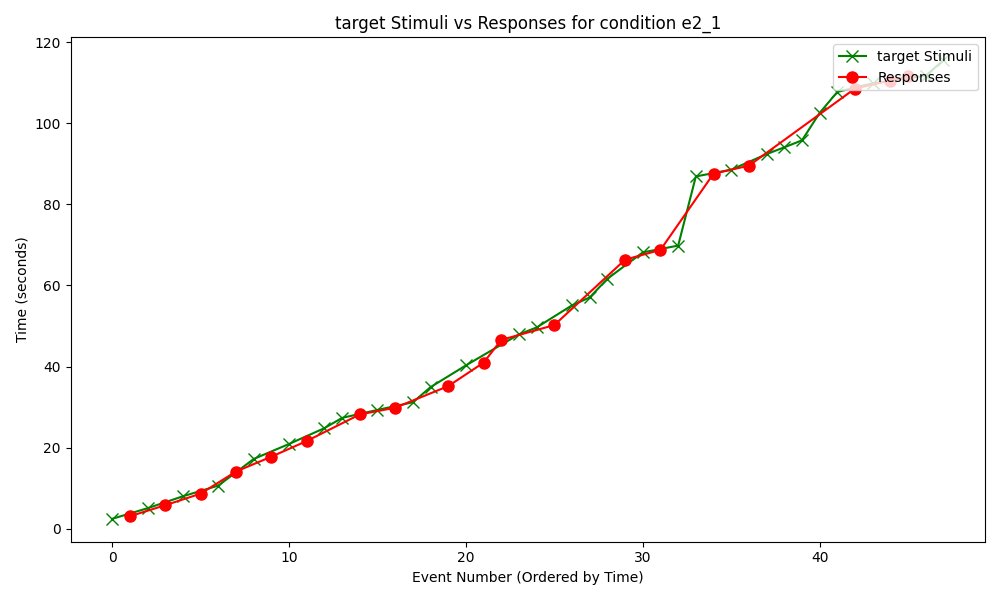 target Stimuli vs Responses for condition e2_1
target Stimuli
Responses
Time (seconds)
120
100
80
60
40
20
0
0 10 20 30 40
Event Number (Ordered by Time)